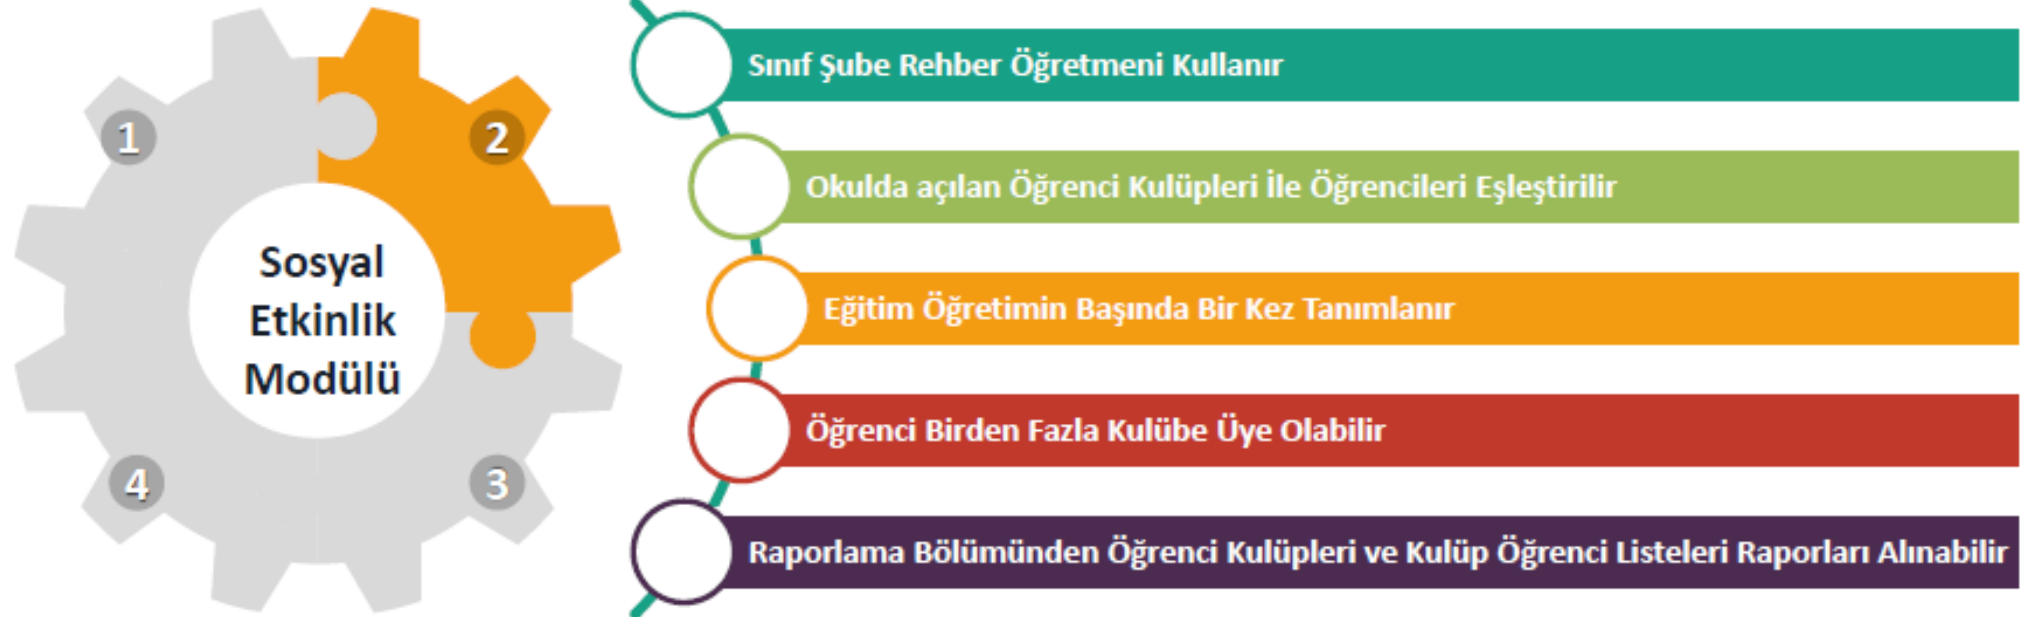 1
2
Sosyal
Etkinlik
Modülü
4
3
Sınıf Şube Rehber Öğretmeni Kullanır
Okulda açılan Öğrenci Kulüpleri İle Öğrencileri Eşleştirilir
Eğitim Öğretimin Başında Bir Kez Tanımlanır
Öğrenci Birden Fazla Kulübe Üye Olabilir
Raporlama Bölümünden Öğrenci Kulüpleri ve Kulüp Öğrenci Listeleri Raporları Alınabilir